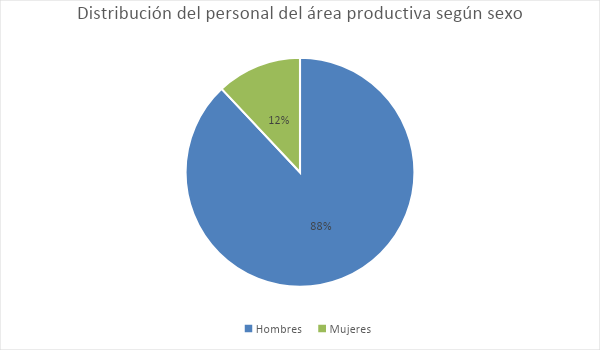 Distribución del personal del área productiva según sexo
12%
88%
Hombres Mujeres